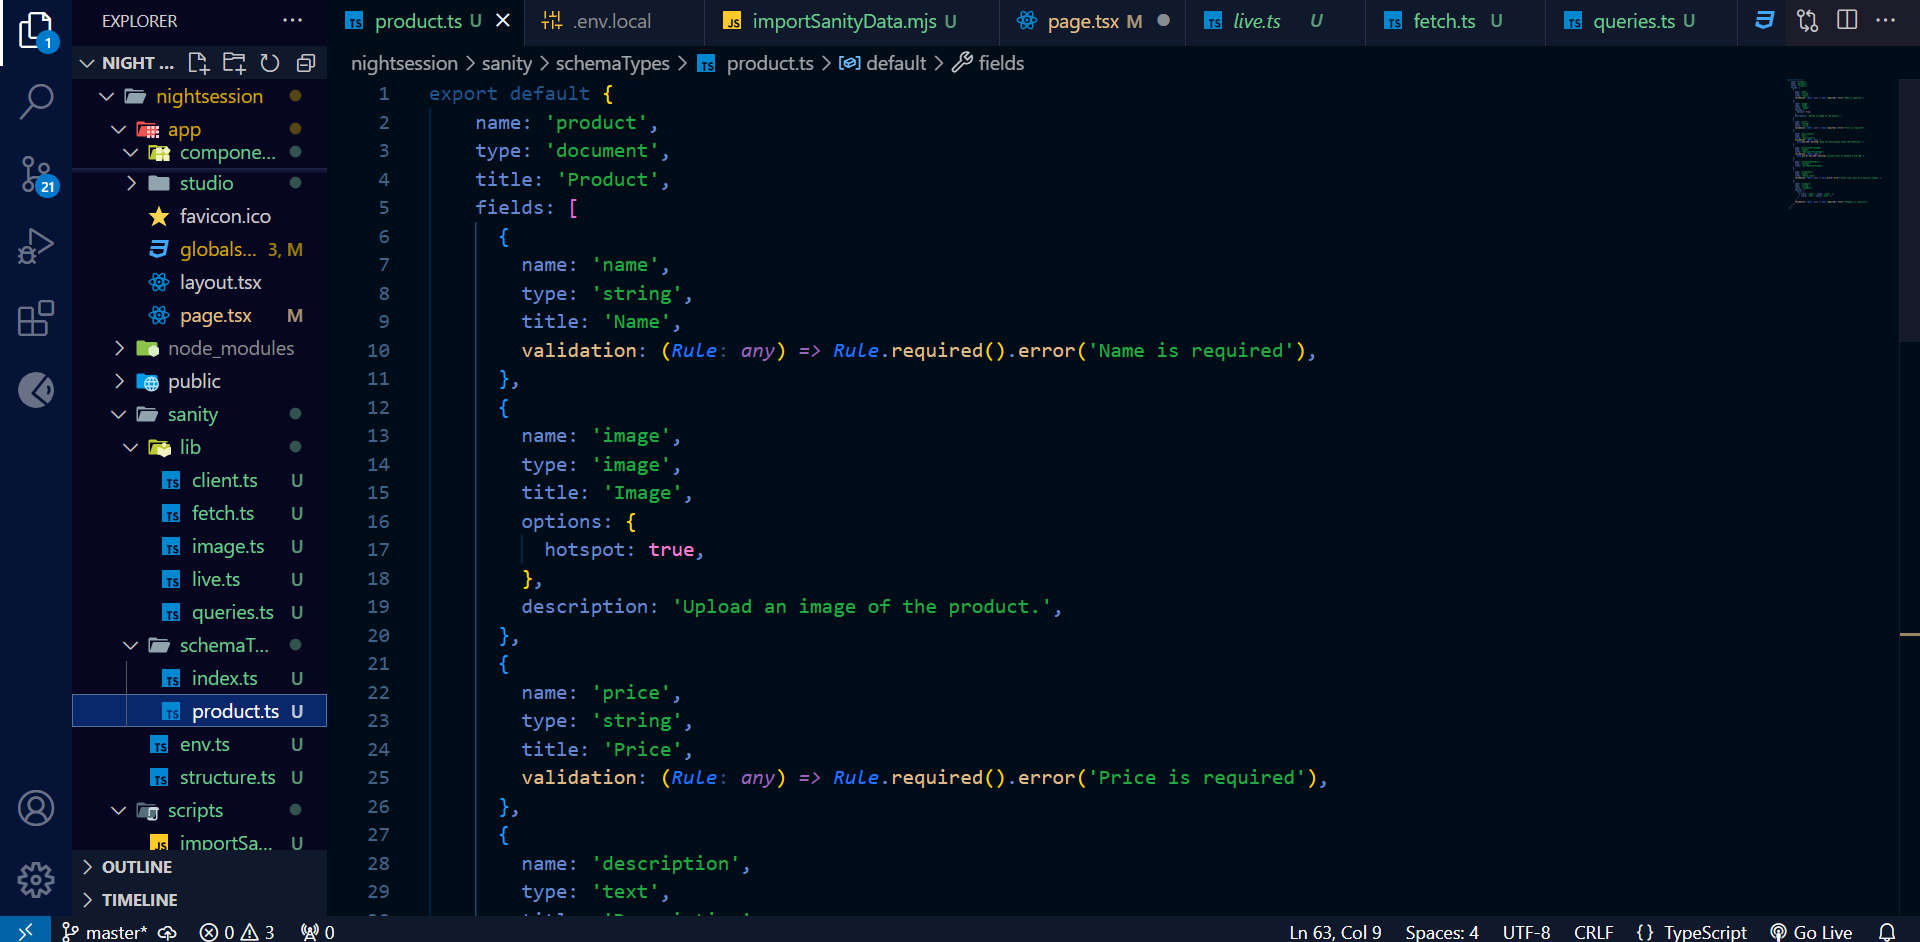 EXPLORER
product.ts U
.env.local
importSanityData.mjs U
page.tsx M
live.ts U
fetch.ts U
queries.ts U
1
NIGHT ...
nightsession > sanity > schemaTypes > TS product.ts > default > fields
nightsession
app
compone...
studio
favicon.ico
globals... 3, M
layout.tsx
page.tsx M
node_modules
public
sanity
lib
client.ts U
fetch.ts U
image.ts U
live.ts U
queries.ts U
schemaT...
index.ts U
product.ts U
env.ts U
structure.ts U
scripts
importSa... U
OUTLINE
TIMELINE
21
1 export default {
2 name: 'product',
3 type: 'document',
4 title: 'Product',
5 fields: [
6 {
7 name: 'name',
8 type: 'string',
9 title: 'Name',
10 validation: (Rule: any) => Rule.required().error('Name is required'),
11 },
12 {
13 name: 'image',
14 type: 'image',
15 title: 'Image',
16 options: {
17 hotspot: true,
18 },
19 description: 'Upload an image of the product.',
20 },
21 {
22 name: 'price',
23 type: 'string',
24 title: 'Price',
25 validation: (Rule: any) => Rule.required().error('Price is required'),
26 },
27 {
28 name: 'description',
29 type: 'text',
master* 0 3 0
Ln 63, Col 9 Spaces: 4 UTF-8 CRLF {} TypeScript Go Live